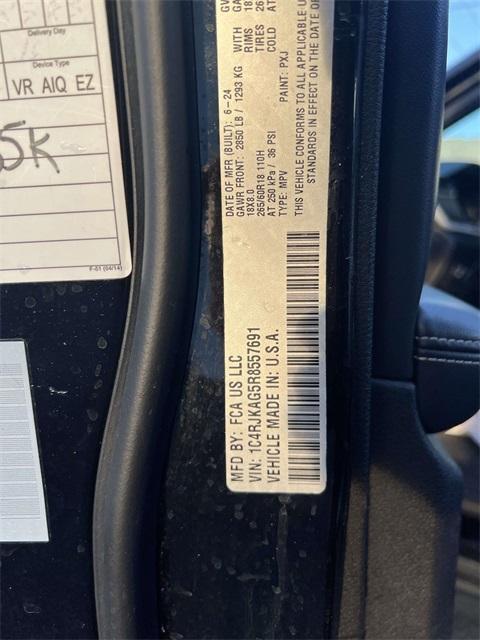 Delivery Day
Device Type
VR AIQ EZ
5K
F-01 (04/14)
MFD BY: FCA US LLC
DATE OF MFR (BUILT): 6-24
GAWR FRONT: 2850 LB / 1293 KG WITH
18X8.0 RIMS
265/60R18 110H TIRES
AT 250 kPa / 36 PSI COLD
VIN: 1C4RJKAG5R8557691
TYPE: MPV
PAINT: PXJ
VEHICLE MADE IN: U.S.A.
THIS VEHICLE CONFORMS TO ALL APPLICABLE
STANDARDS IN EFFECT ON THE DATE OF